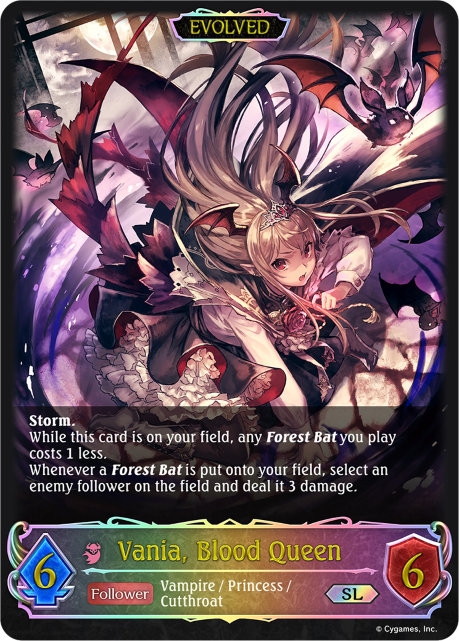 EVOLVED
Storm.
While this card is on your field, any Forest Bat you play
costs 1 less.
Whenever a Forest Bat is put onto your field, select an
enemy follower on the field and deal it 3 damage.
Vania, Blood Queen
6
Follower
Vampire / Princess /
Cutthroat
SL
6
© Cygames, Inc.